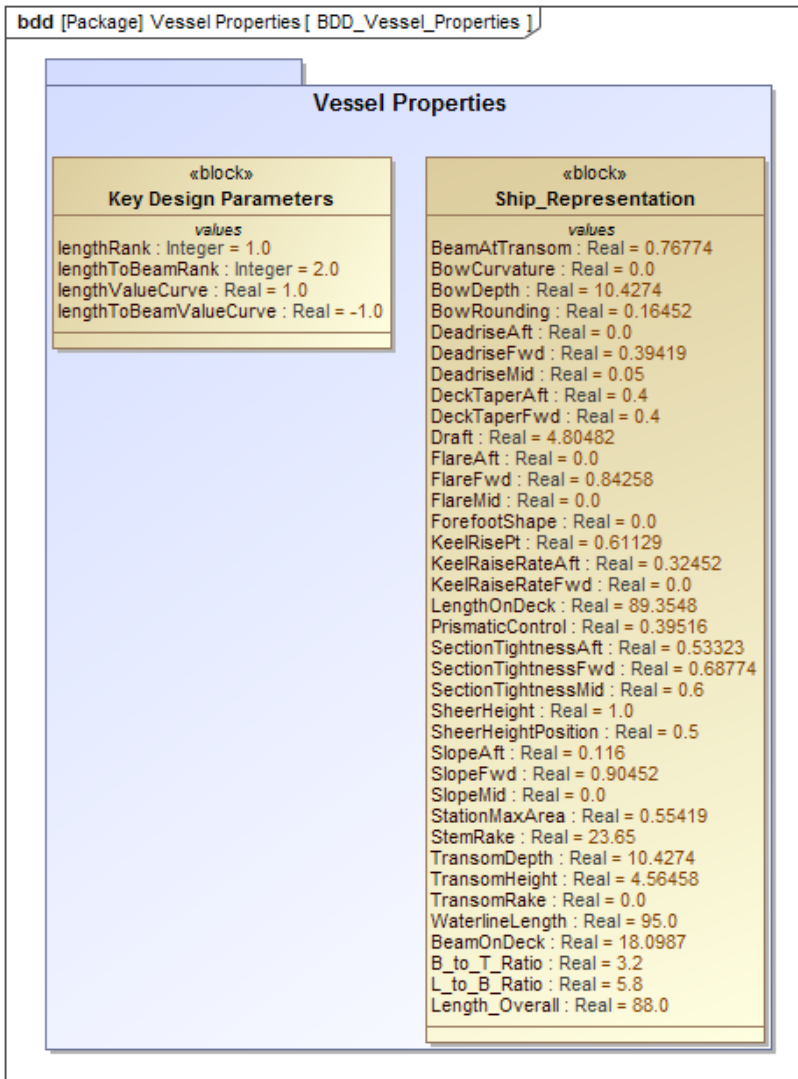 bdd [Package] Vessel Properties [ BDD_Vessel_Properties ]
Vessel Properties
«block»
Key Design Parameters
values
lengthRank : Integer = 1.0
lengthToBeamRank : Integer = 2.0
lengthValueCurve : Real = 1.0
lengthToBeamValueCurve : Real = -1.0
«block»
Ship_Representation
values
BeamAtTransom : Real = 0.76774
BowCurvature : Real = 0.0
BowDepth : Real = 10.4274
BowRounding : Real = 0.16452
DeadriseAft : Real = 0.0
DeadriseFwd : Real = 0.39419
DeadriseMid : Real = 0.05
DeckTaperAft : Real = 0.4
DeckTaperFwd : Real = 0.4
Draft : Real = 4.80482
FlareAft : Real = 0.0
FlareFwd : Real = 0.84258
FlareMid : Real = 0.0
ForefootShape : Real = 0.0
KeelRisePt : Real = 0.61129
KeelRaiseRateAft : Real = 0.32452
KeelRaiseRateFwd : Real = 0.0
LengthOnDeck : Real = 89.3548
PrismaticControl : Real = 0.39516
SectionTightnessAft : Real = 0.53323
SectionTightnessFwd : Real = 0.68774
SectionTightnessMid : Real = 0.6
SheerHeight : Real = 1.0
SheerHeightPosition : Real = 0.5
SlopeAft : Real = 0.116
SlopeFwd : Real = 0.90452
SlopeMid : Real = 0.0
StationMaxArea : Real = 0.55419
StemRake : Real = 23.65
TransomDepth : Real = 10.4274
TransomHeight : Real = 4.56458
TransomRake : Real = 0.0
WaterlineLength : Real = 95.0
BeamOnDeck : Real = 18.0987
B_to_T_Ratio : Real = 3.2
L_to_B_Ratio : Real = 5.8
Length_Overall : Real = 88.0